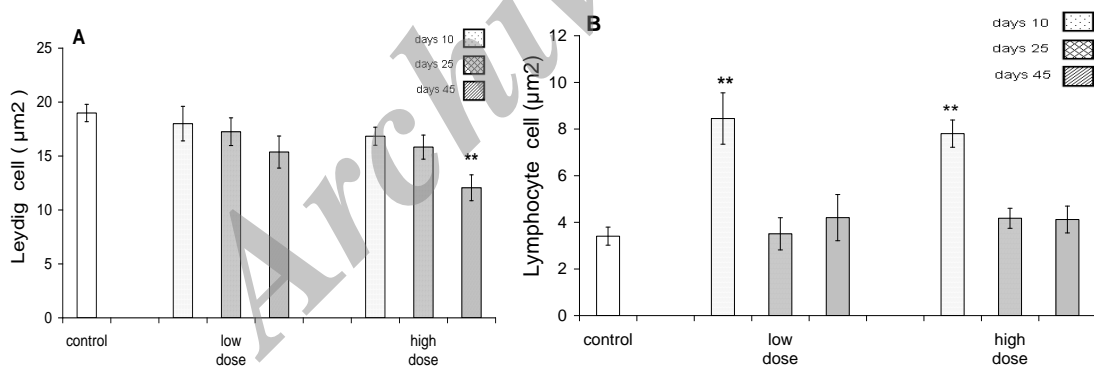 A
days 10
days 25
days 45
Leydig cell ( µm2 )
25
20
15
10
5
0
**
control
low
dose
high
dose
B
days 10
days 25
days 45
Lymphocyte cell (µm2)
12
10
8
6
4
2
0
**
**
control
low
dose
high
dose
Archiv